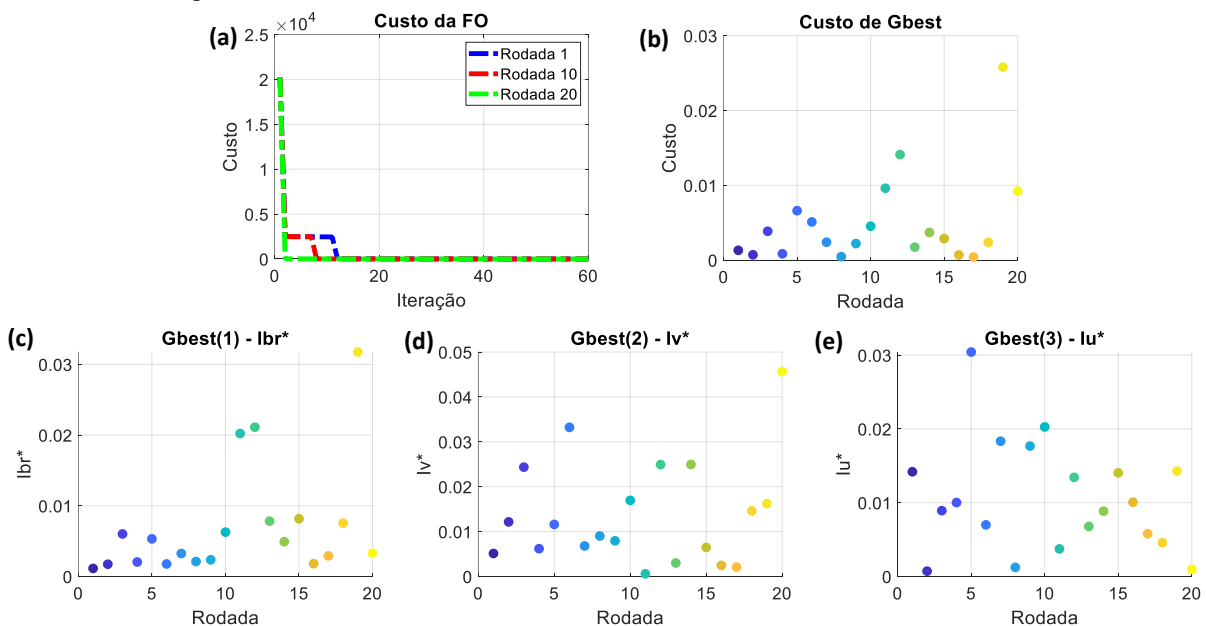 (a)
Custo da FO
×10^4
2.5
2
1.5
1
0.5
0
0 20 40 60
Custo
Iteração
Rodada 1
Rodada 10
Rodada 20
(b)
Custo de Gbest
0.03
0.02
0.01
0
0 5 10 15 20
Custo
Rodada
(c)
Gbest(1) - Ibr*
0.03
0.02
0.01
0
0 5 10 15 20
Ibr*
Rodada
(d)
Gbest(2) - Iv*
0.05
0.04
0.03
0.02
0.01
0
0 5 10 15 20
Iv*
Rodada
(e)
Gbest(3) - Iu*
0.03
0.02
0.01
0
0 5 10 15 20
Iu*
Rodada